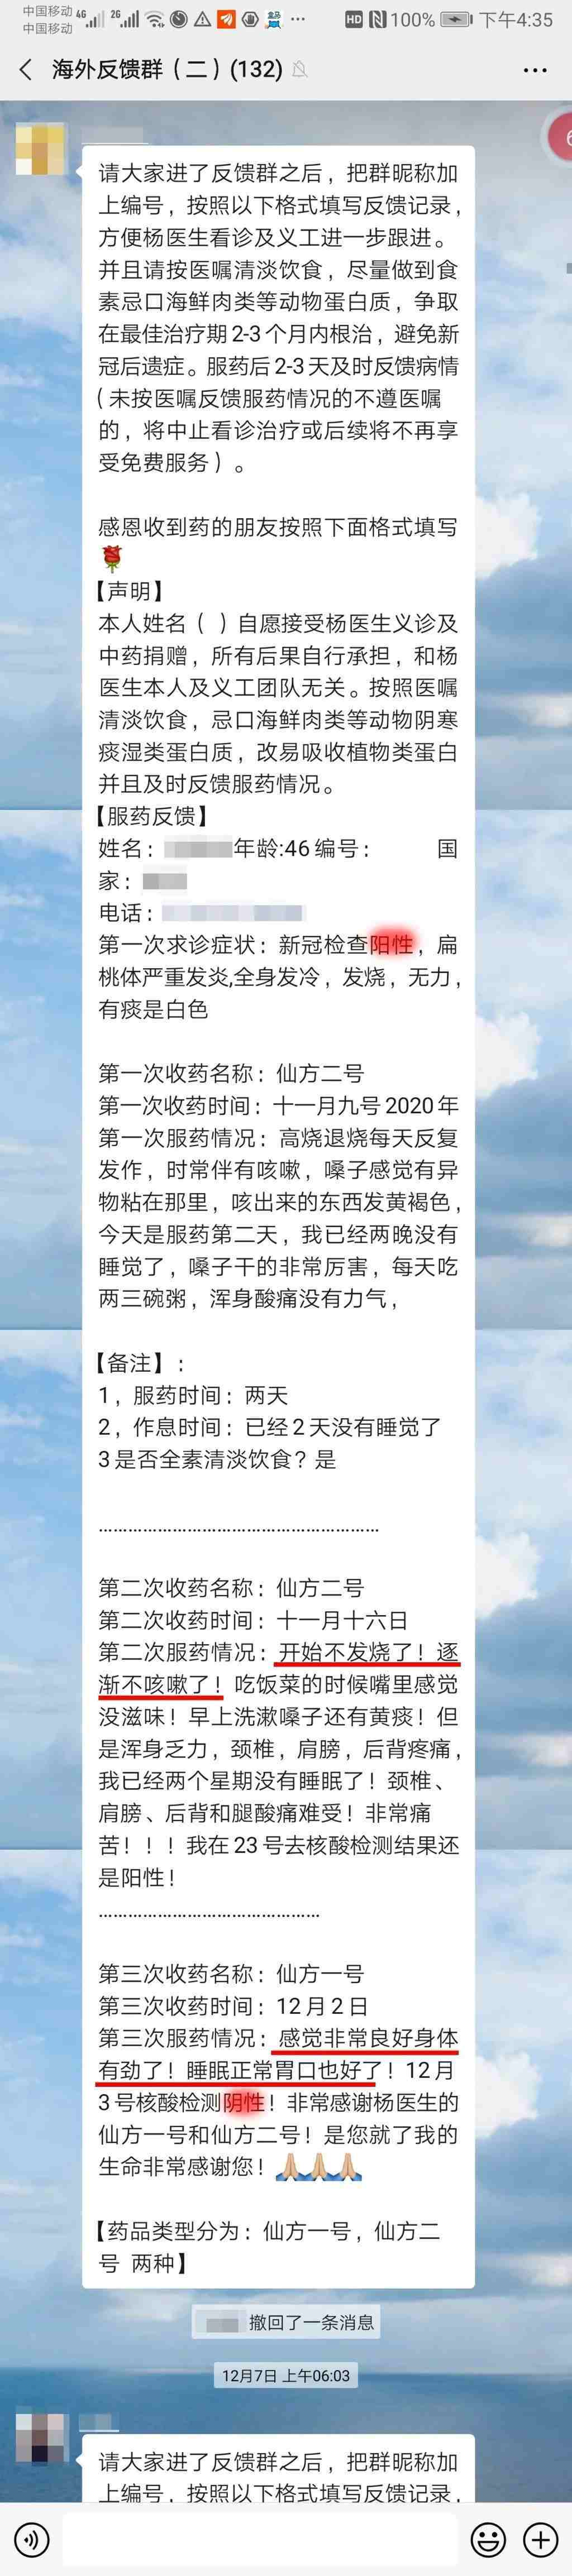 中国移动 4G 2G HD 100% 下午4:35
中国移动
海外反馈群（二）(132)
6
请大家进了反馈群之后，把群昵称加
上编号，按照以下格式填写反馈记录，
方便杨医生看诊及义工进一步跟进。
并且请按医嘱清淡饮食，尽量做到食
素忌口海鲜肉类等动物蛋白质，争取
在最佳治疗期2-3个月内根治，避免新
冠后遗症。服药后2-3天及时反馈病情
(未按医嘱反馈服药情况的不遵医嘱
的，将中止看诊治疗或后续将不再享
受免费服务)。
感恩收到药的朋友按照下面格式填写
🌹
【声明】
本人姓名（ ）自愿接受杨医生义诊及
中药捐赠，所有后果自行承担，和杨
医生本人及义工团队无关。按照医嘱
清淡饮食，忌口海鲜肉类等动物阴寒
痰湿类蛋白质，改易吸收植物类蛋白
并且及时反馈服药情况。
【服药反馈】
姓名：年龄:46编号： 国
家：
电话：
第一次求诊症状：新冠检查阳性，扁
桃体严重发炎,全身发冷，发烧，无力，
有痰是白色
第一次收药名称：仙方二号
第一次收药时间：十一月九号2020年
第一次服药情况：高烧退烧每天反复
发作，时常伴有咳嗽，嗓子感觉有异
物粘在那里，咳出来的东西发黄褐色，
今天是服药第二天，我已经两晚没有
睡觉了，嗓子干的非常厉害，每天吃
两三碗粥，浑身酸痛没有力气，
【备注】：
1，服药时间：两天
2，作息时间：已经2天没有睡觉了
3是否全素清淡饮食？是
………………………………………………
第二次收药名称：仙方二号
第二次收药时间：十一月十六日
第二次服药情况：开始不发烧了！逐
渐不咳嗽了！吃饭菜的时候嘴里感觉
没滋味！早上洗漱嗓子还有黄痰！但
是浑身乏力，颈椎，肩膀，后背疼痛，
我已经两个星期没有睡眠了！颈椎、
肩膀、后背和腿酸痛难受！非常痛
苦！！！我在23号去核酸检测结果还
是阳性！
……………………………………
第三次收药名称：仙方一号
第三次收药时间：12月2日
第三次服药情况：感觉非常良好身体
有劲了！睡眠正常胃口也好了！12月
3号核酸检测阴性！非常感谢杨医生的
仙方一号和仙方二号！是您就了我的
生命非常感谢您！🙏🙏🙏
【药品类型分为：仙方一号，仙方二
号 两种】
撤回了一条消息
12月7日 上午06:03
请大家进了反馈群之后，把群昵称加
上编号，按照以下格式填写反馈记录，